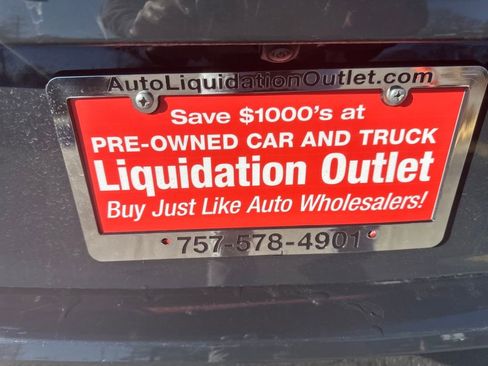 AutoLiquidationOutlet.com
Save $1000's at
PRE-OWNED CAR AND TRUCK
Liquidation Outlet
Buy Just Like Auto Wholesalers!
757-578-4901